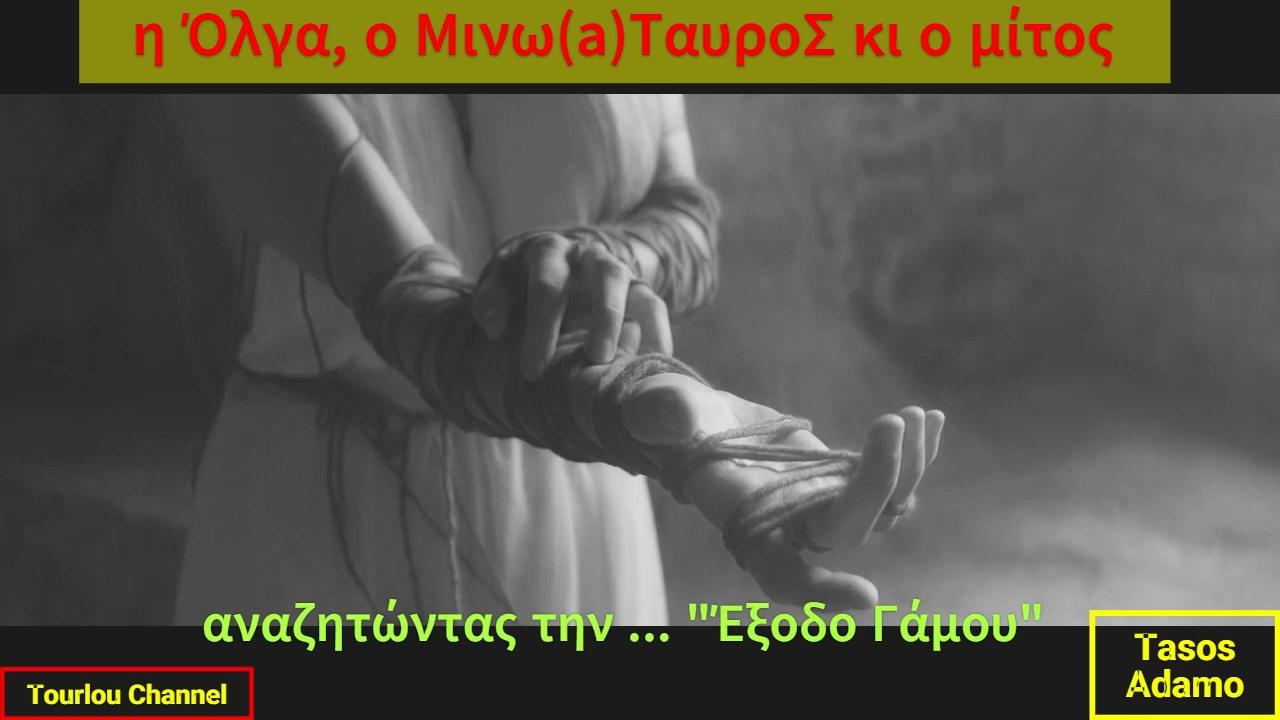 η Όλγα, ο Μινω(a)ΤαυροΣ κι ο μίτος
αναζητώντας την ... "Έξοδο Γάμου"
Tourlou Channel
Tasos
Adamo